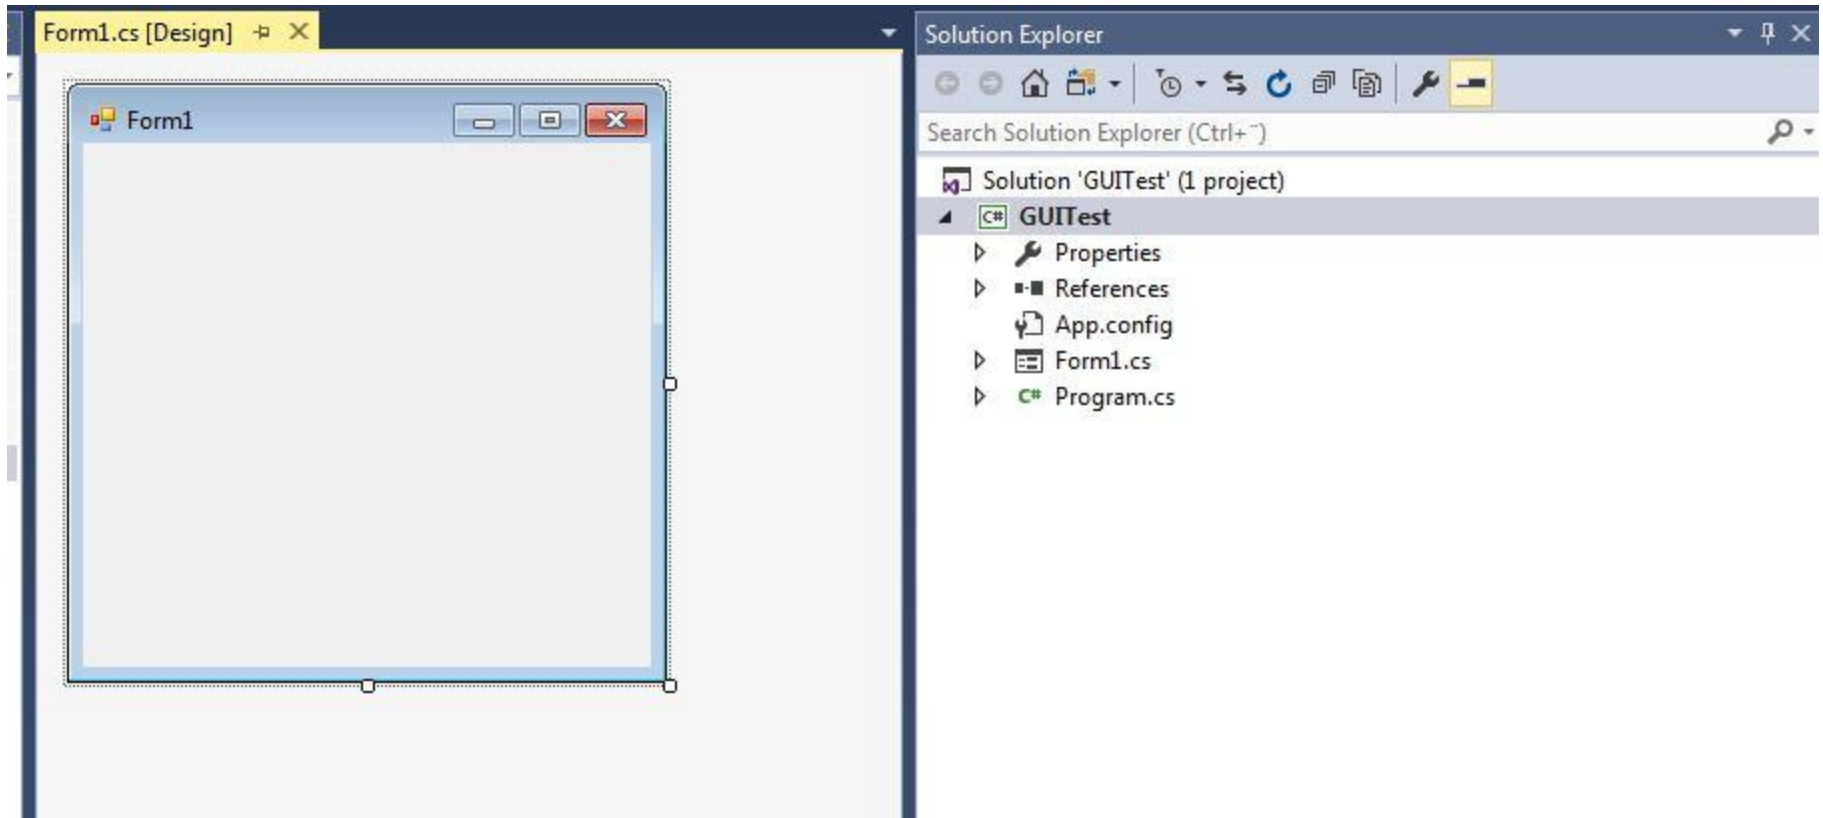 Form1.cs [Design]
Form1
Solution Explorer
Search Solution Explorer (Ctrl+¨)
Solution 'GUITest' (1 project)
C# GUITest
Properties
References
App.config
Form1.cs
C# Program.cs